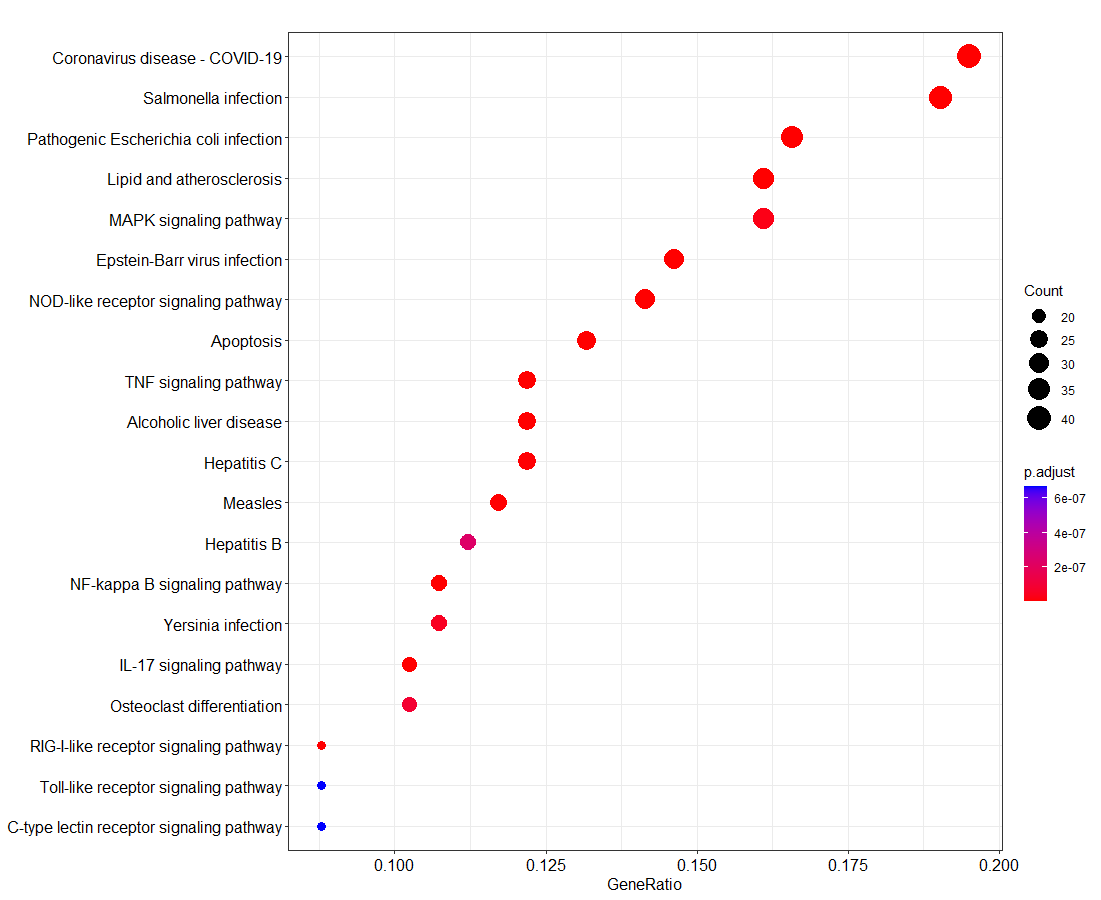 Coronavirus disease - COVID-19
Salmonella infection
Pathogenic Escherichia coli infection
Lipid and atherosclerosis
MAPK signaling pathway
Epstein-Barr virus infection
NOD-like receptor signaling pathway
Apoptosis
TNF signaling pathway
Alcoholic liver disease
Hepatitis C
Measles
Hepatitis B
NF-kappa B signaling pathway
Yersinia infection
IL-17 signaling pathway
Osteoclast differentiation
RIG-I-like receptor signaling pathway
Toll-like receptor signaling pathway
C-type lectin receptor signaling pathway
0.100 0.125 0.150 0.175 0.200
GeneRatio
Count
20
25
30
35
40
p.adjust
6e-07
4e-07
2e-07